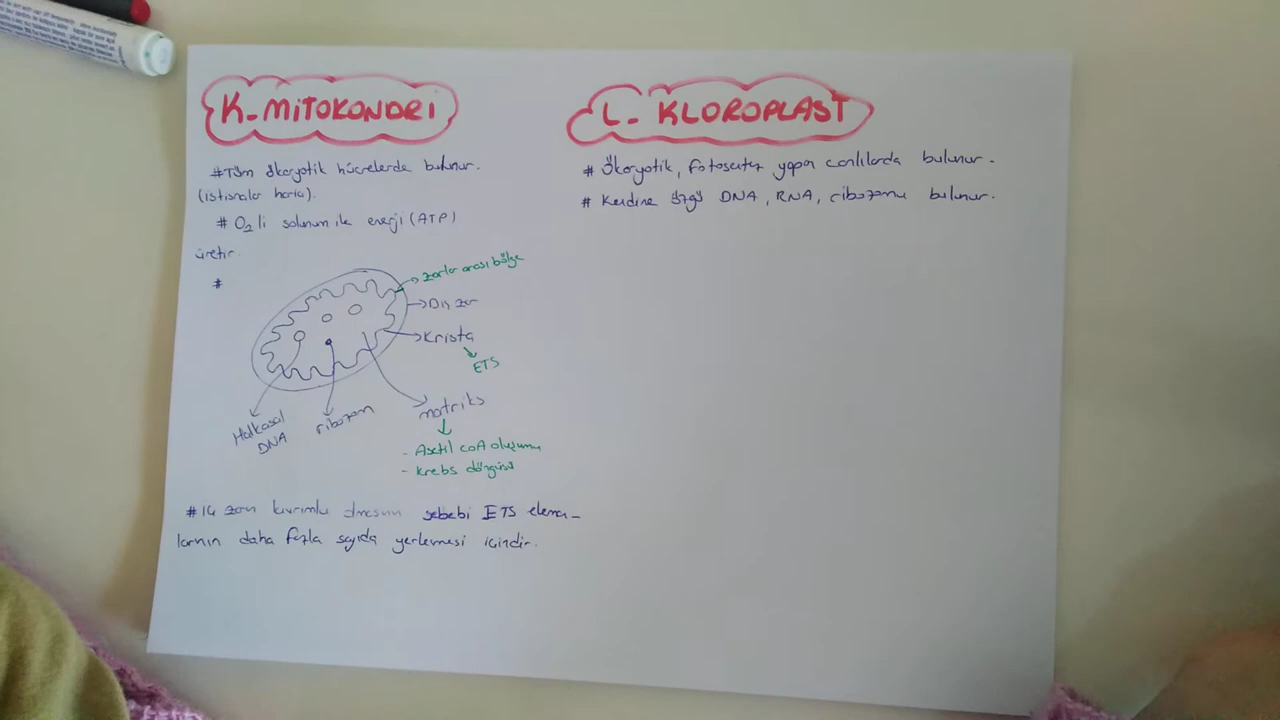 K- MİTOKONDRİ
#Tüm ökaryotik hücrelerde bulunur.
(istisnalar hariç).
# O2 li solunum ile enerji (ATP)
üretir.
#
zarlar arası bölge
Dış zar
Krista
ETS
matriks
- Asetil coA oluşumu
- Krebs döngüsü
ribozom
Halkasal
DNA
# İç zarın kıvrımlı olmasının sebebi ETS eleman-
larının daha fazla sayıda yerleşmesi içindir.
L- KLOROPLAST
# Ökaryotik, fotosentez yapan canlılarda bulunur.
# Kendine özgü DNA, RNA, ribozomu bulunur.